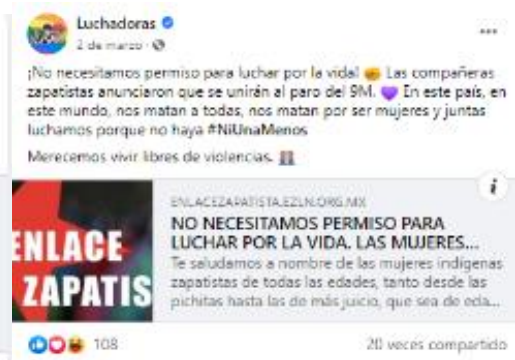 Luchadoras
2 de marzo ·
¡No necesitamos permiso para luchar por la vida! ✊ Las compañeras
zapatistas anunciaron que se unirán al paro del 9M. 💜 En este país, en
este mundo, nos matan a todas, nos matan por ser mujeres y juntas
luchamos porque no haya #NiUnaMenos
Merecemos vivir libres de violencias.
ENLACE
ZAPATIS
ENLACEZAPATISTA.EZLN.ORG.MX
NO NECESITAMOS PERMISO PARA
LUCHAR POR LA VIDA. LAS MUJERES...
Te saludamos a nombre de las mujeres indígenas
zapatistas de todas las edades, tanto desde las
pichitas hasta las de más juicio, que sea de eda...
108
20 veces compartido